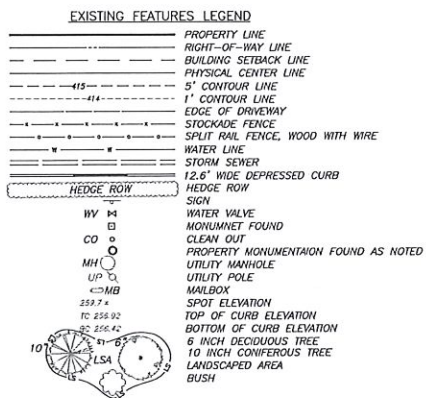 EXISTING FEATURES LEGEND
PROPERTY LINE
RIGHT-OF-WAY LINE
BUILDING SETBACK LINE
PHYSICAL CENTER LINE
415 5' CONTOUR LINE
414 1' CONTOUR LINE
EDGE OF DRIVEWAY
x x x x x STOCKADE FENCE
SPLIT RAIL FENCE, WOOD WITH WIRE
W W WATER LINE
STORM SEWER
12.6' WIDE DEPRESSED CURB
HEDGE ROW HEDGE ROW
SIGN
WV WATER VALVE
MONUMNET FOUND
CO CLEAN OUT
PROPERTY MONUMENTAION FOUND AS NOTED
MH UTILITY MANHOLE
UP UTILITY POLE
MB MAILBOX
259.7 x SPOT ELEVATION
TC 256.92 TOP OF CURB ELEVATION
BC 256.42 BOTTOM OF CURB ELEVATION
6" 6 INCH DECIDUOUS TREE
10" 10 INCH CONIFEROUS TREE
LSA LANDSCAPED AREA
BUSH